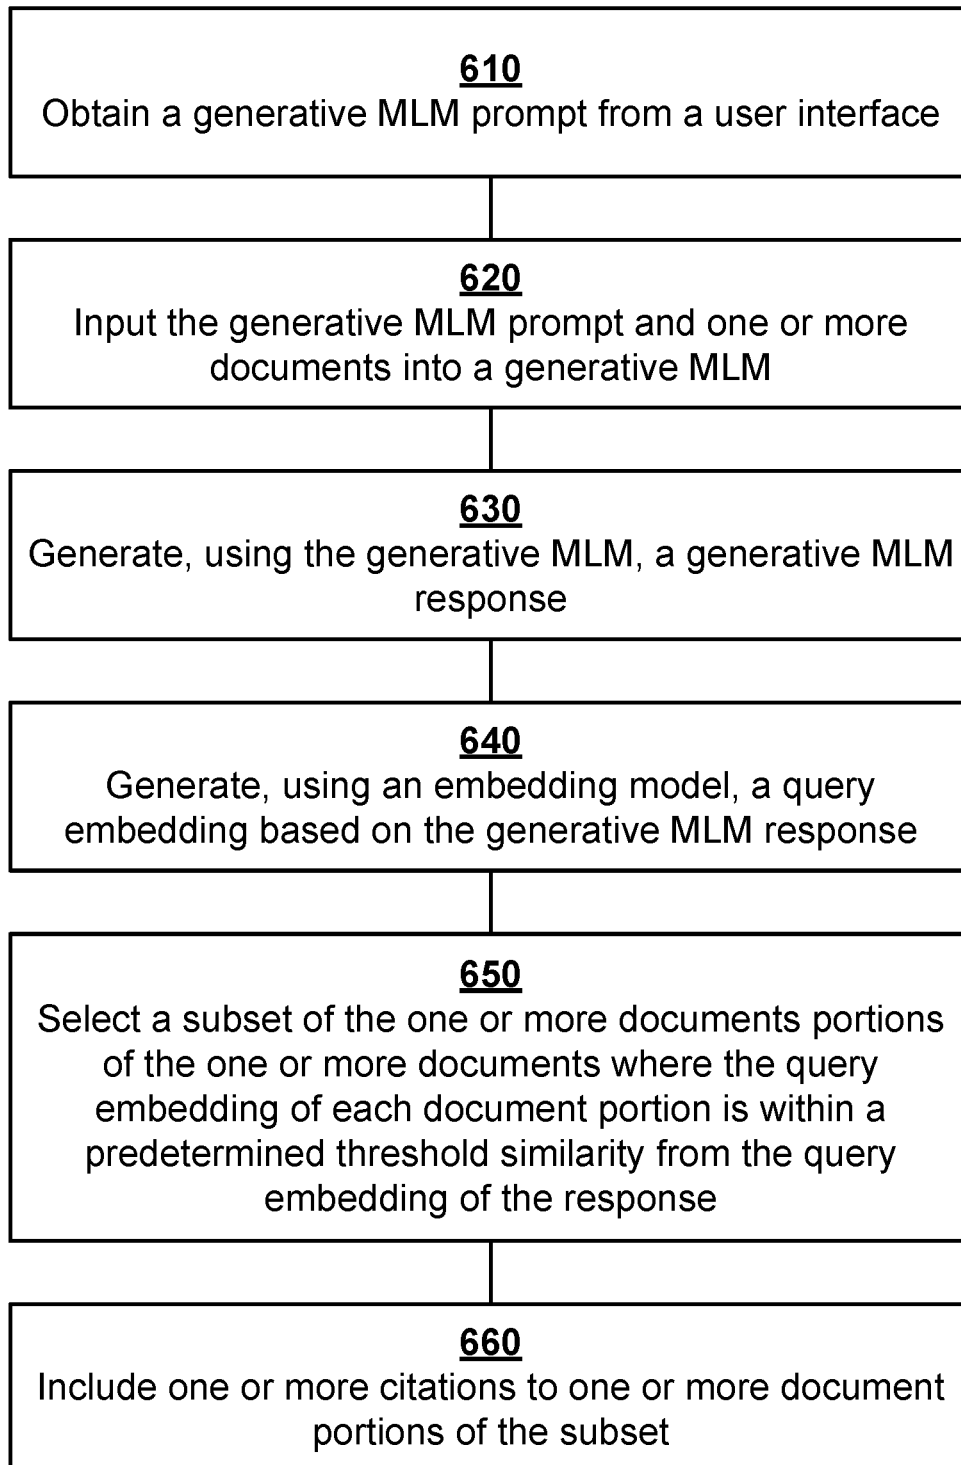 610
Obtain a generative MLM prompt from a user interface
620
Input the generative MLM prompt and one or more
documents into a generative MLM
630
Generate, using the generative MLM, a generative MLM
response
640
Generate, using an embedding model, a query
embedding based on the generative MLM response
650
Select a subset of the one or more documents portions
of the one or more documents where the query
embedding of each document portion is within a
predetermined threshold similarity from the query
embedding of the response
660
Include one or more citations to one or more document
portions of the subset